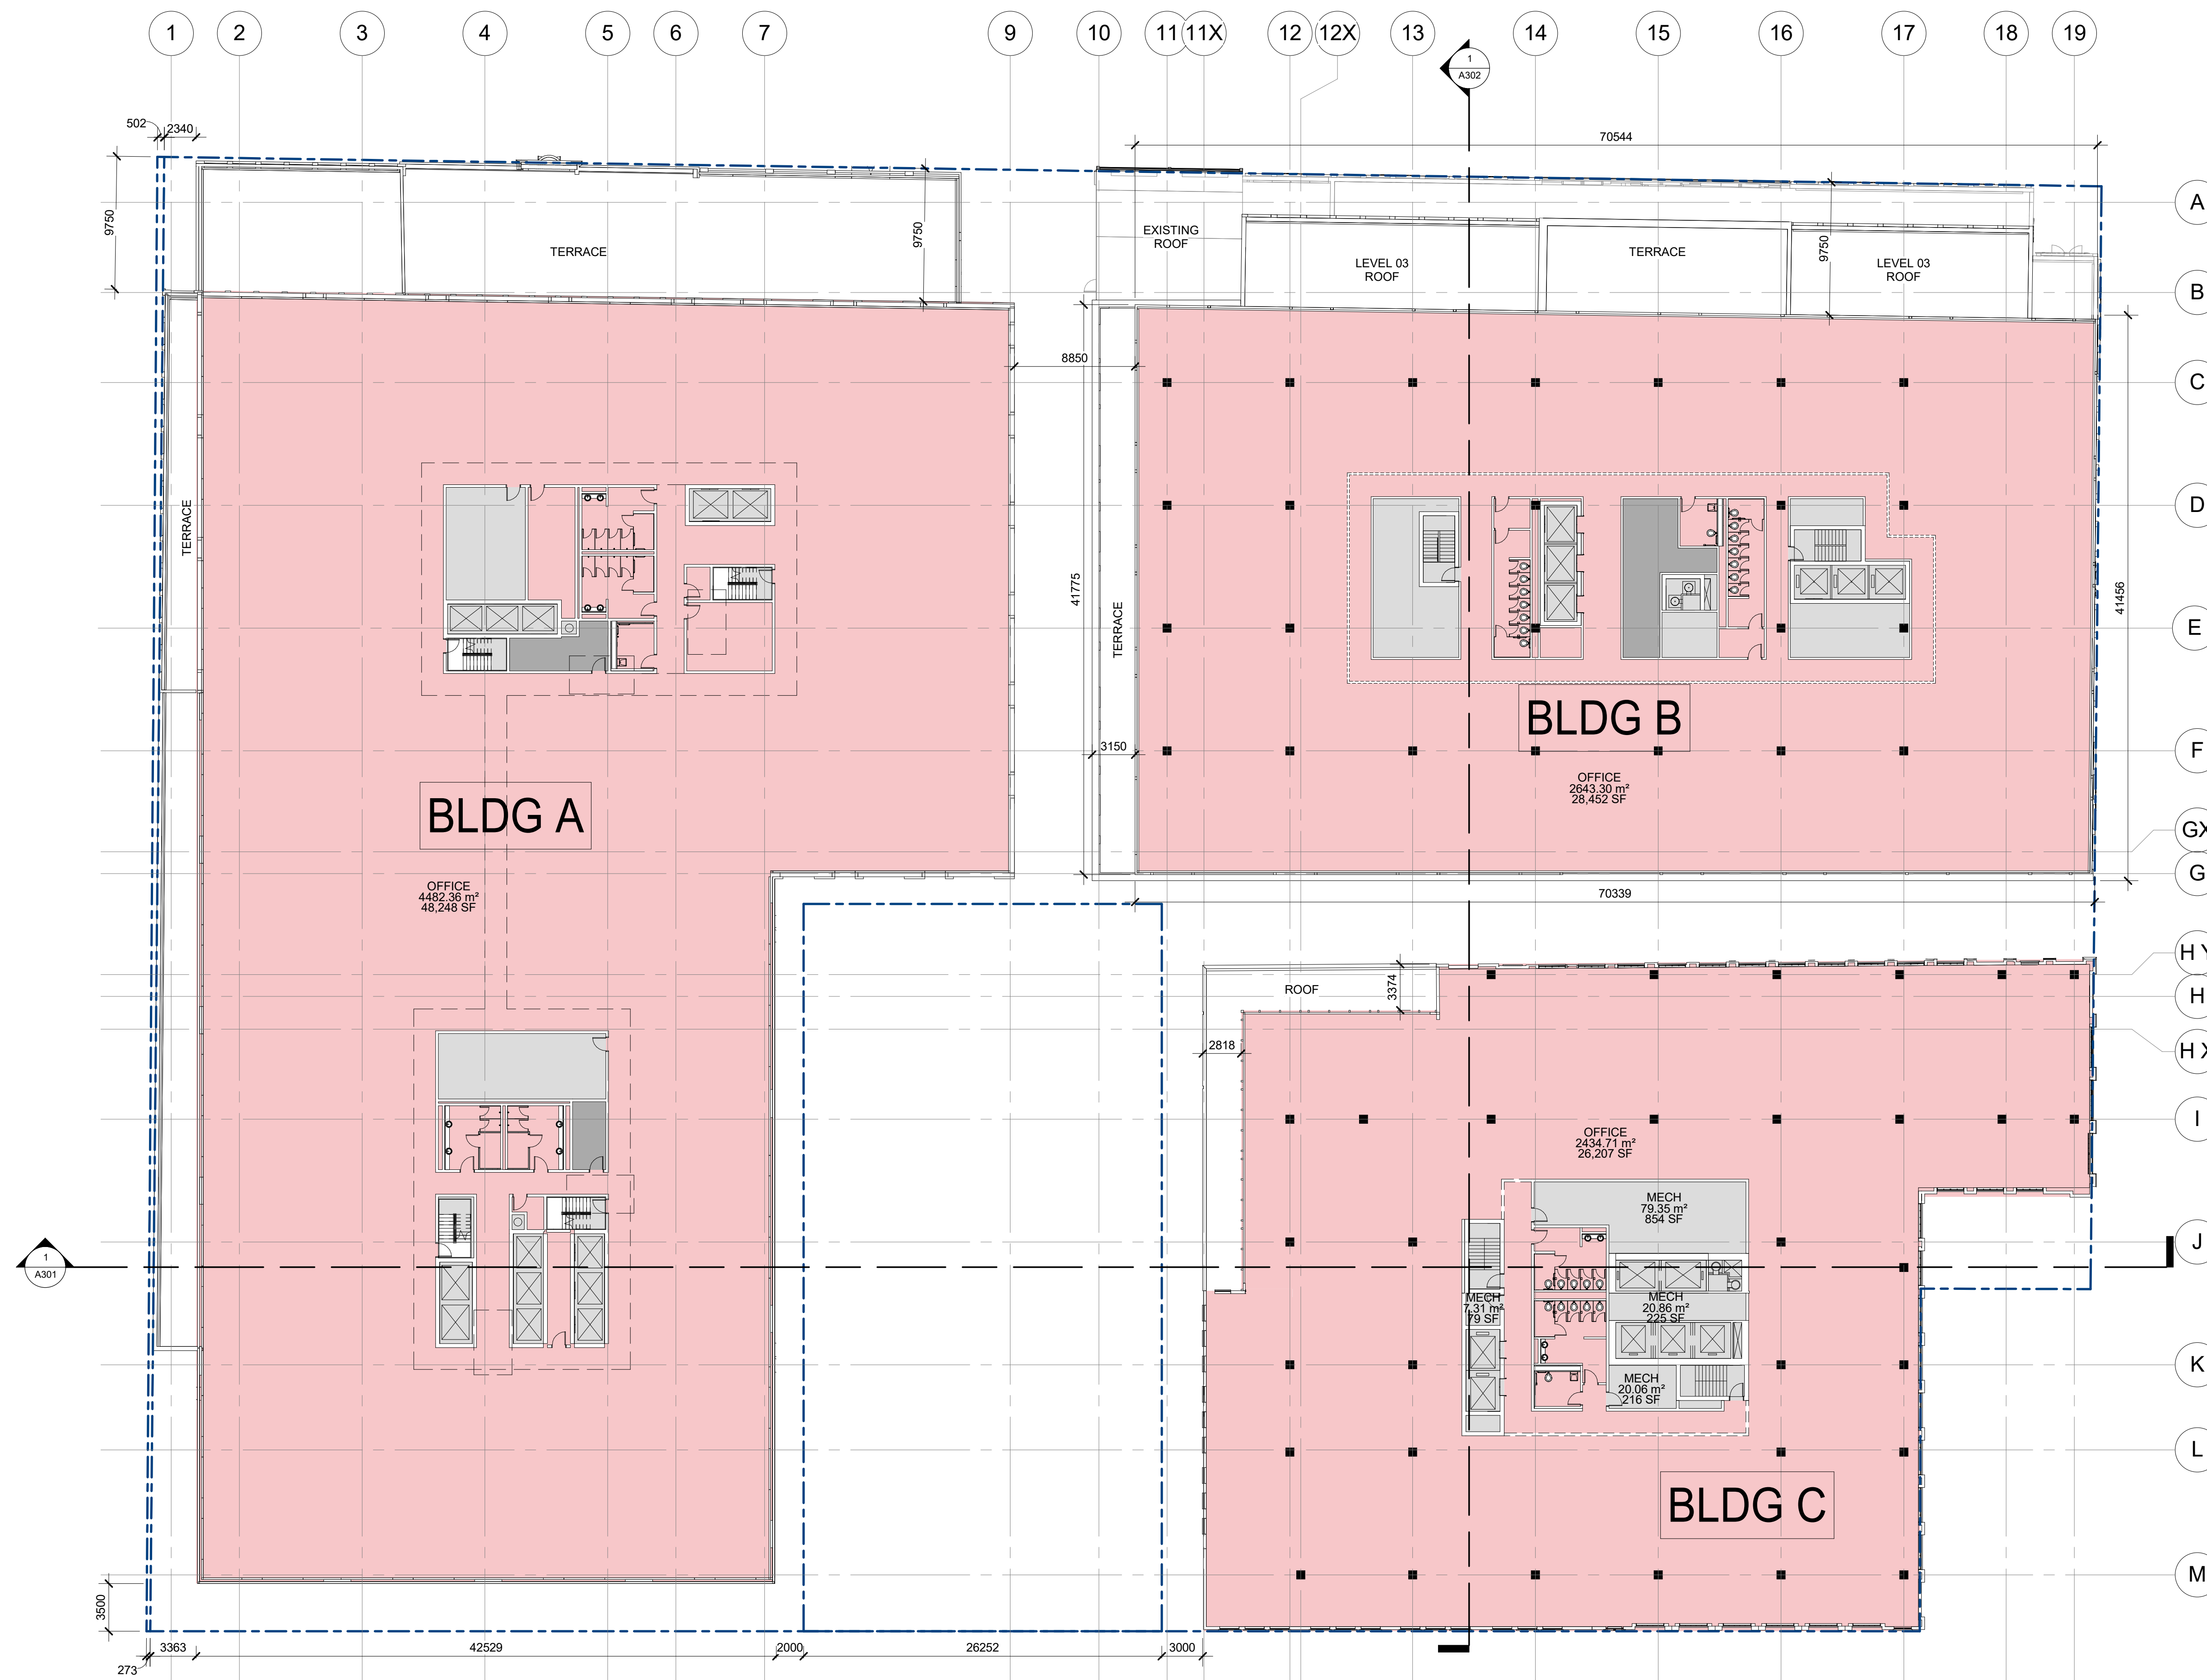 1
2
3
4
5
6
7
9
10
11
11X
12
12X
13
14
15
16
17
18
19
1
A302
502
2340
70544
A
9750
TERRACE
9750
EXISTING
ROOF
LEVEL 03
ROOF
TERRACE
9750
LEVEL 03
ROOF
B
8850
C
TERRACE
D
41775
TERRACE
41456
E
BLDG B
3150
F
OFFICE
2643.30 m²
28,452 SF
BLDG A
GX
G
OFFICE
4482.36 m²
48,248 SF
70339
H Y
ROOF
3374
H
2818
H X
I
OFFICE
2434.71 m²
26,207 SF
MECH
79.35 m²
854 SF
J
1
A301
MECH
7.31 m²
79 SF
MECH
20.86 m²
225 SF
K
MECH
20.06 m²
216 SF
L
BLDG C
M
3500
3363
42529
2000
26252
3000
273